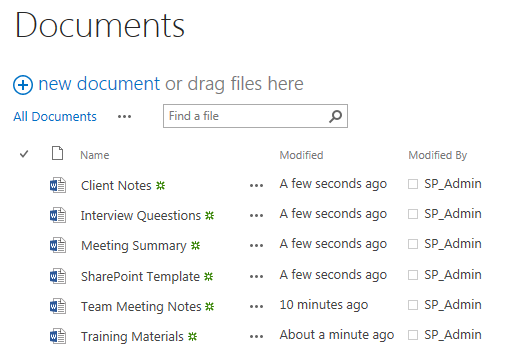 Documents
new document or drag files here
All Documents ... Find a file
Name Modified Modified By
Client Notes ... A few seconds ago SP_Admin
Interview Queestions ... A few seconds ago SP_Admin
Meeting Summary ... A few seconds ago SP_Admin
SharePoint Template ... A few seconds ago SP_Admin
Team Meeting Notes ... 10 minutes ago SP_Admin
Training Materials ... About a minute ago SP_Admin